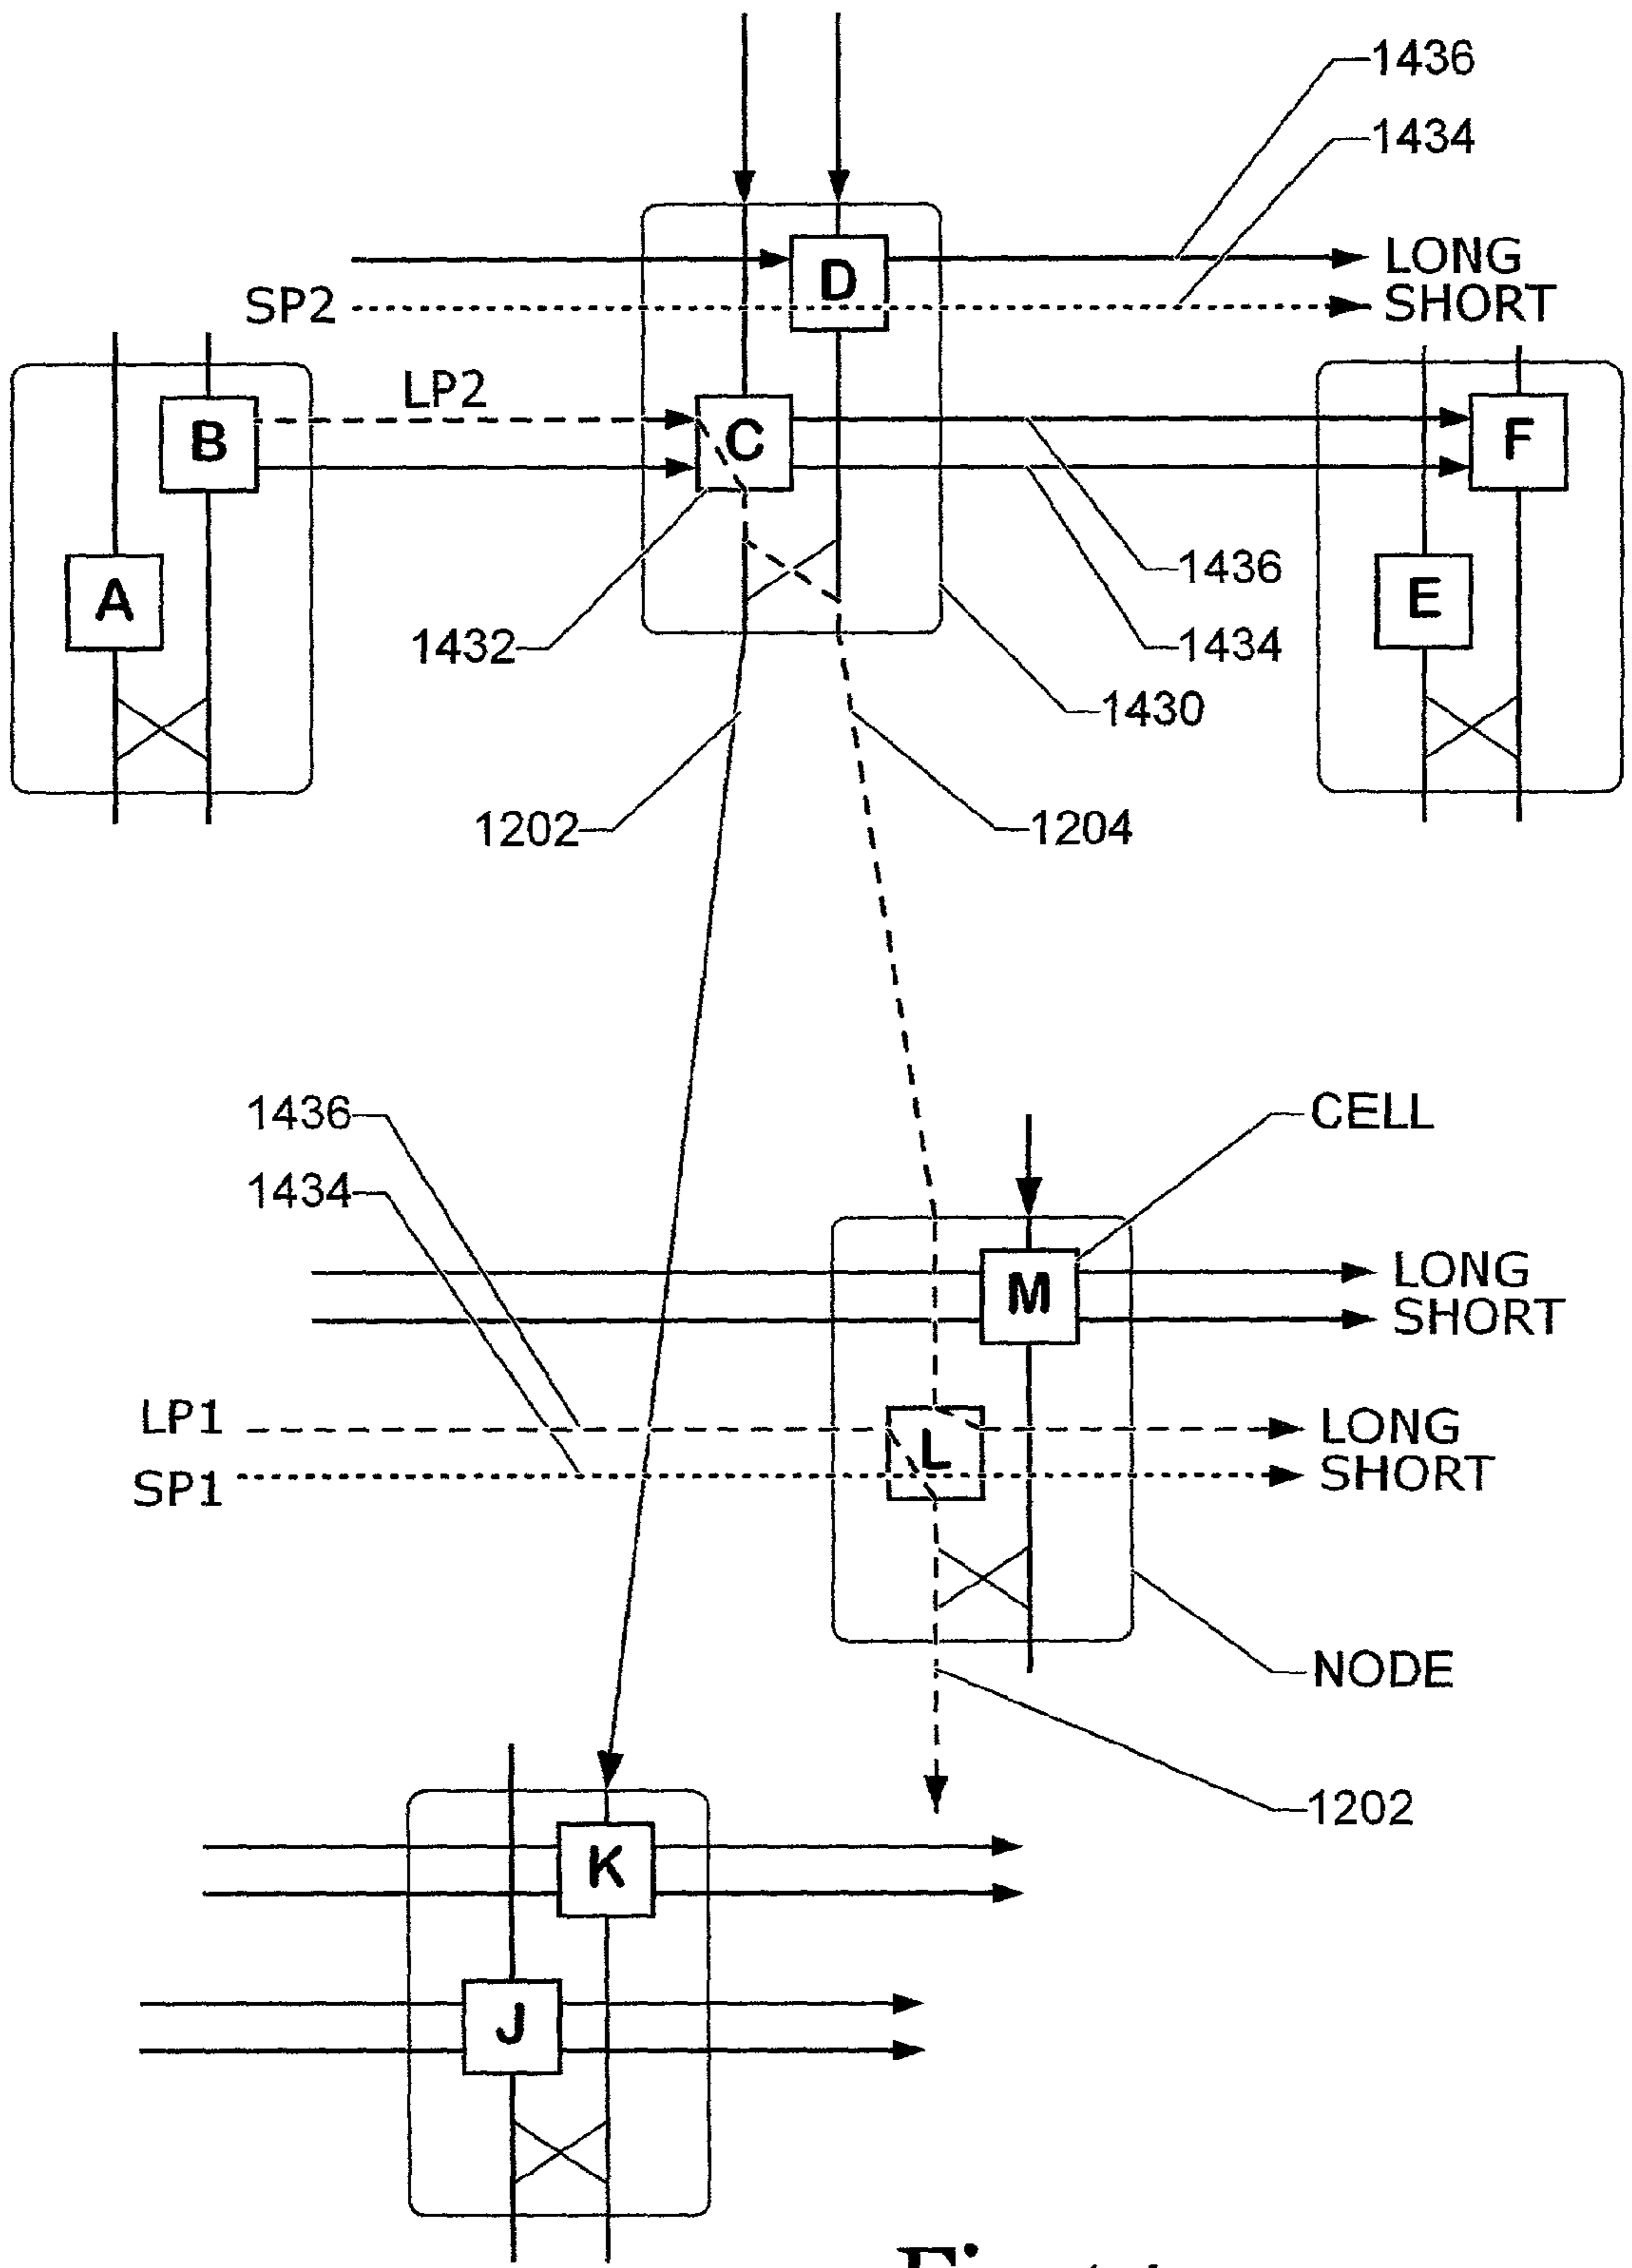 1436
1434
D
LONG
SP2
SHORT
LP2
B
C
F
1436
A
E
1432
1434
1430
1202
1204
1436
CELL
1434
M
LONG
SHORT
LP1
LONG
L
SP1
SHORT
NODE
1202
K
J